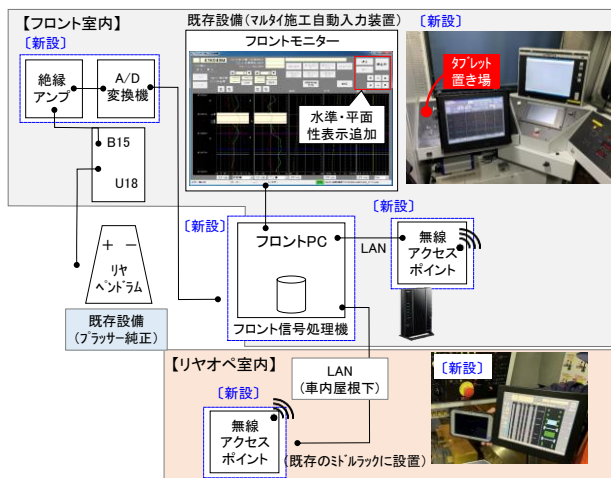 【フロント室内】
〔新設〕
絶縁
アンプ
A/D
変換機
B15
U18
＋ －
リヤ
ペンドラム
既存設備
(プラッサー純正)
既存設備(マルタイ施工自動入力装置)
フロントモニター
水準・平面
性表示追加
〔新設〕
タブレット
置き場
〔新設〕
フロントPC
フロント信号処理機
LAN
〔新設〕
無線
アクセス
ポイント
【リヤオペ室内】
〔新設〕
無線
アクセス
ポイント
LAN
(車内屋根下)
(既存のミドルラックに設置)
〔新設〕